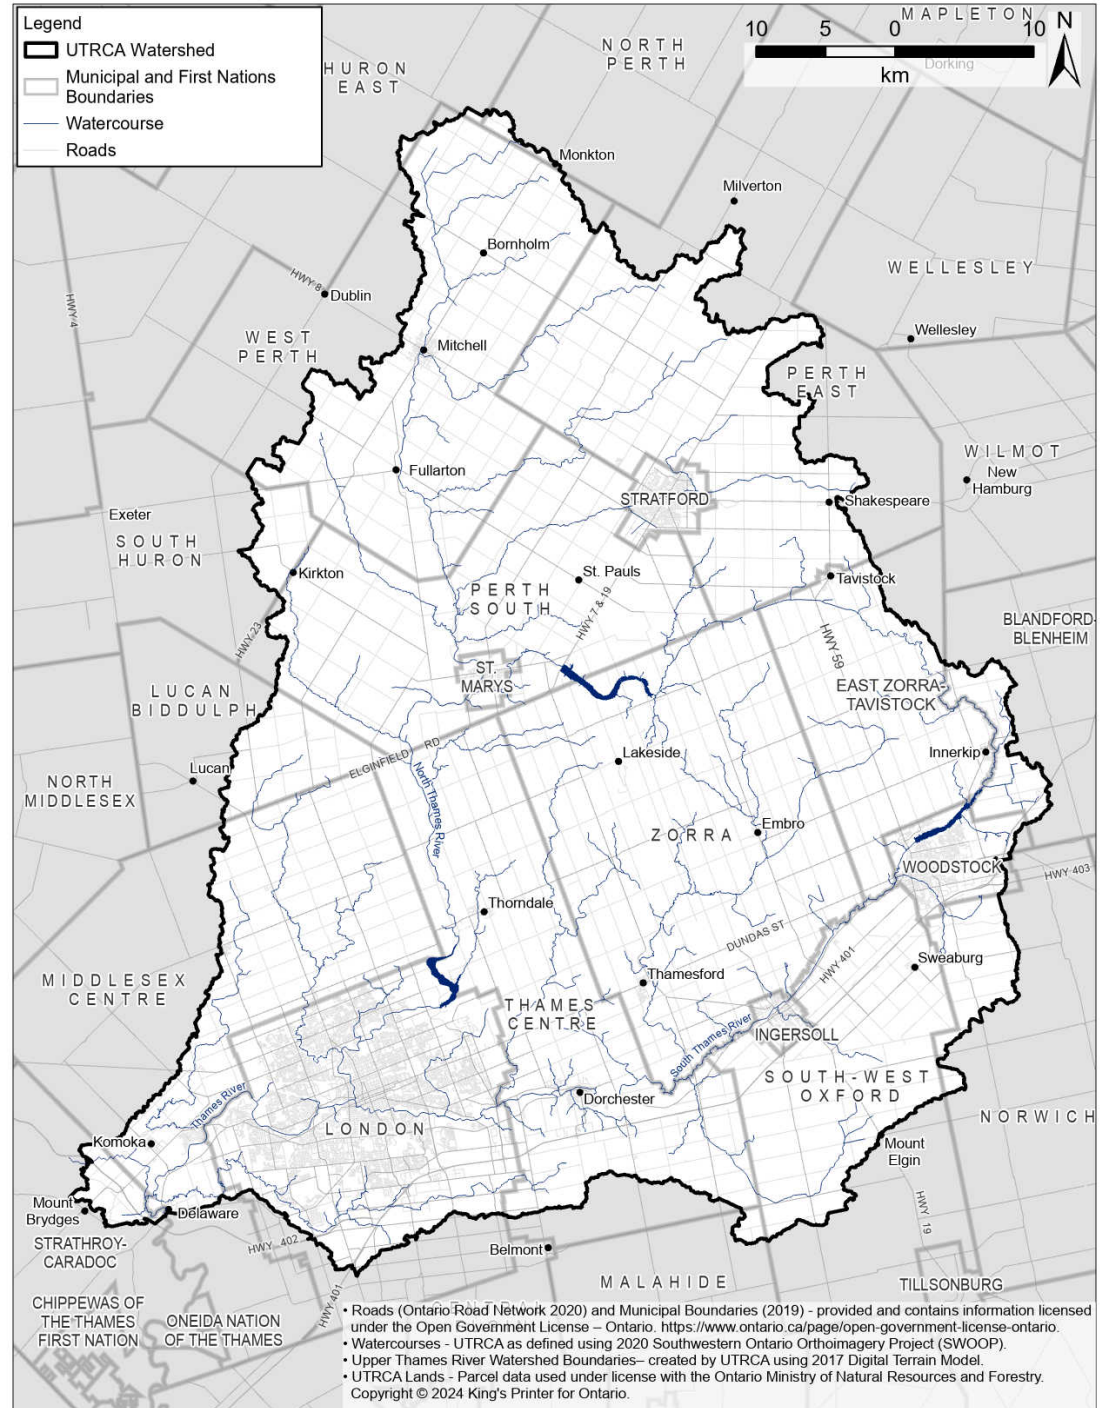 Legend
UTRCA Watershed
Municipal and First Nations
Boundaries
Watercourse
Roads
10 5 0 10
km
N
MAPLETON
Dorking
NORTH
PERTH
HURON
EAST
Monkton
Milverton
Bornholm
WELLESLEY
HWY 8
Dublin
HWY 4
Wellesley
WEST
PERTH
Mitchell
PERTH
EAST
WILMOT
New
Hamburg
Fullarton
STRATFORD
Shakespeare
Exeter
SOUTH
HURON
Kirkton
St. Pauls
Tavistock
PERTH
SOUTH
HWY 7 & 19
BLANDFORD-
BLENHEIM
HWY 23
HWY 59
ST.
MARYS
EAST ZORRA-
TAVISTOCK
LUCAN
BIDDULPH
ELGINFIELD RD
Lakeside
Innerkip
Lucan
NORTH
MIDDLESEX
North Thames River
Embro
ZORRA
WOODSTOCK
HWY 403
Thorndale
DUNDAS ST
HWY 401
Sweaburg
Thamesford
MIDDLESEX
CENTRE
THAMES
CENTRE
South Thames River
INGERSOLL
SOUTH-WEST
OXFORD
Dorchester
NORWICH
Thames River
LONDON
Komoka
Mount
Elgin
Mount
Brydges
Delaware
HWY 19
STRATHROY-
CARADOC
HWY 402
Belmont
HWY 401
MALAHIDE
TILLSONBURG
CHIPPEWAS OF
THE THAMES
FIRST NATION
ONEIDA NATION
OF THE THAMES
• Roads (Ontario Road Network 2020) and Municipal Boundaries (2019) - provided and contains information licensed
under the Open Government License – Ontario. https://www.ontario.ca/page/open-government-license-ontario.
• Watercourses - UTRCA as defined using 2020 Southwestern Ontario Orthoimagery Project (SWOOP).
• Upper Thames River Watershed Boundaries– created by UTRCA using 2017 Digital Terrain Model.
• UTRCA Lands - Parcel data used under license with the Ontario Ministry of Natural Resources and Forestry.
Copyright © 2024 King's Printer for Ontario.